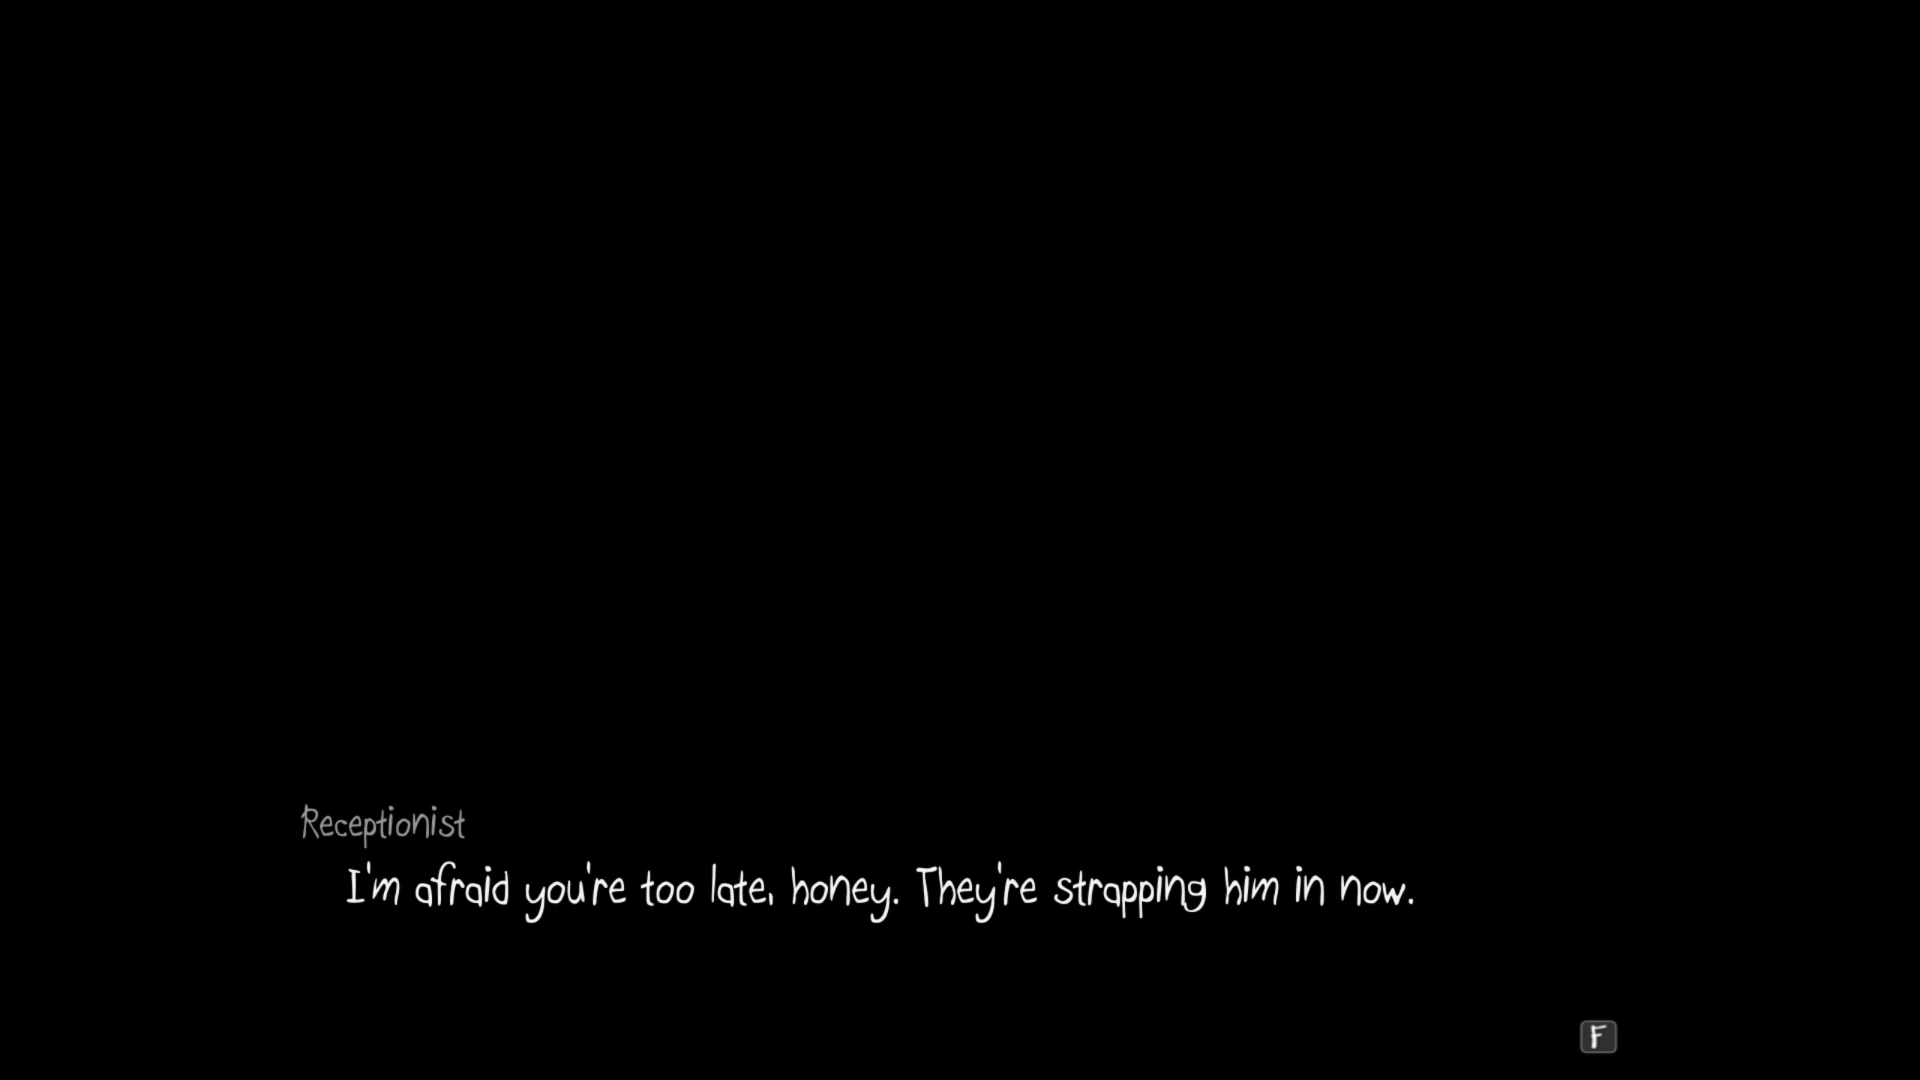 Receptionist
I'm afraid you're too late, honey. They're strapping him in now.
F